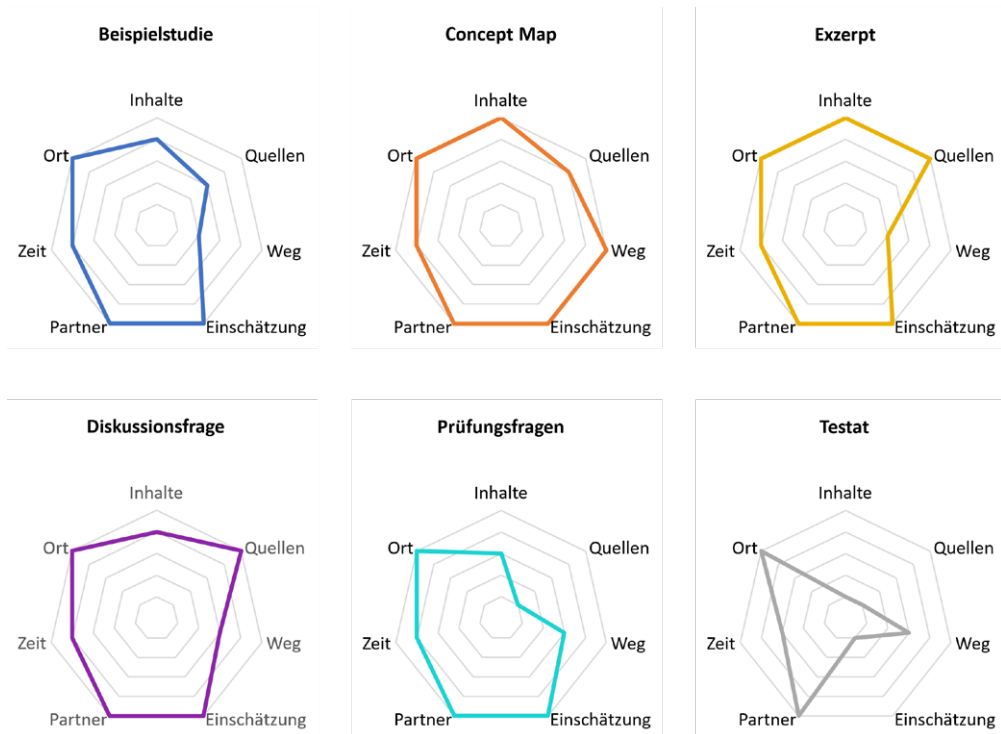 Beispielstudie
Inhalte
Ort
Quellen
Zeit
Weg
Partner
Einschätzung
Concept Map
Inhalte
Ort
Quellen
Zeit
Weg
Partner
Einschätzung
Exzerpt
Inhalte
Ort
Quellen
Zeit
Weg
Partner
Einschätzung
Diskussionsfrage
Inhalte
Ort
Quellen
Zeit
Weg
Partner
Einschätzung
Prüfungsfragen
Inhalte
Ort
Quellen
Zeit
Weg
Partner
Einschätzung
Testat
Inhalte
Ort
Quellen
Zeit
Weg
Partner
Einschätzung